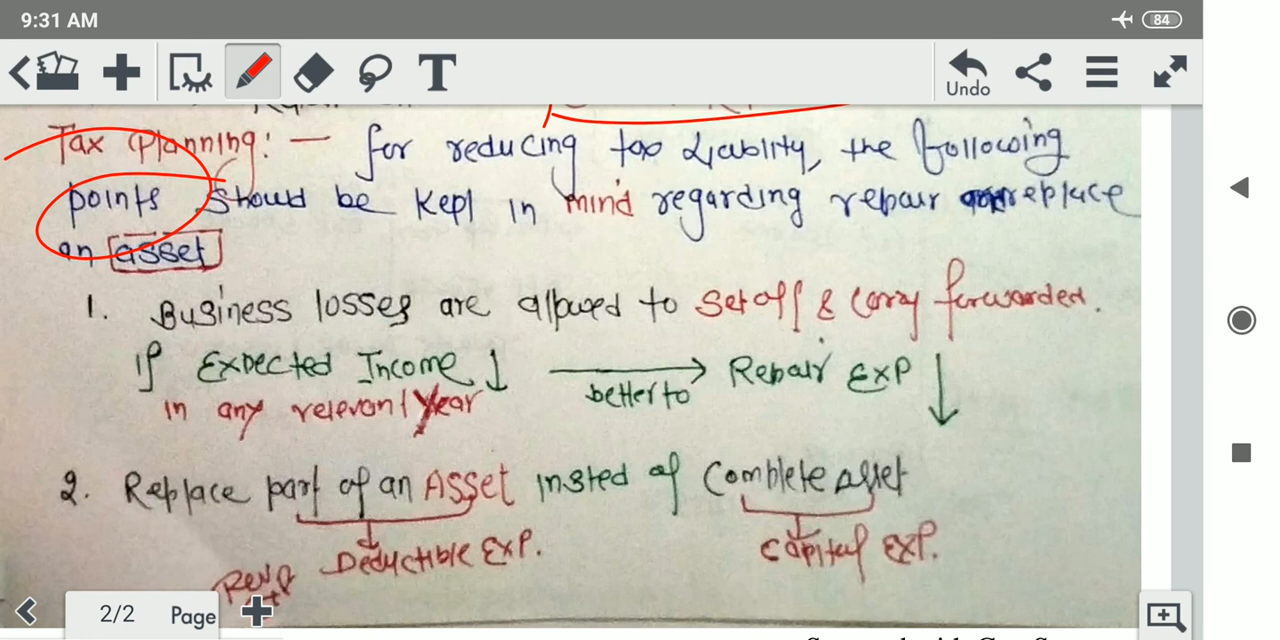 9:31 AM
84
T
Undo
Tax Planning: — for reducing tax Liablity, the following
points should be Kept in mind regarding repair or replace
an asset
1. Business losses are allowed to Set off & Carry forwarded.
If Expected Income ↓ → Repair Exp ↓
better to
in any relevant year
2. Replace part of an Asset insted of Complete Asset
Deductible Exp.
Capital Exp.
2/2 Page